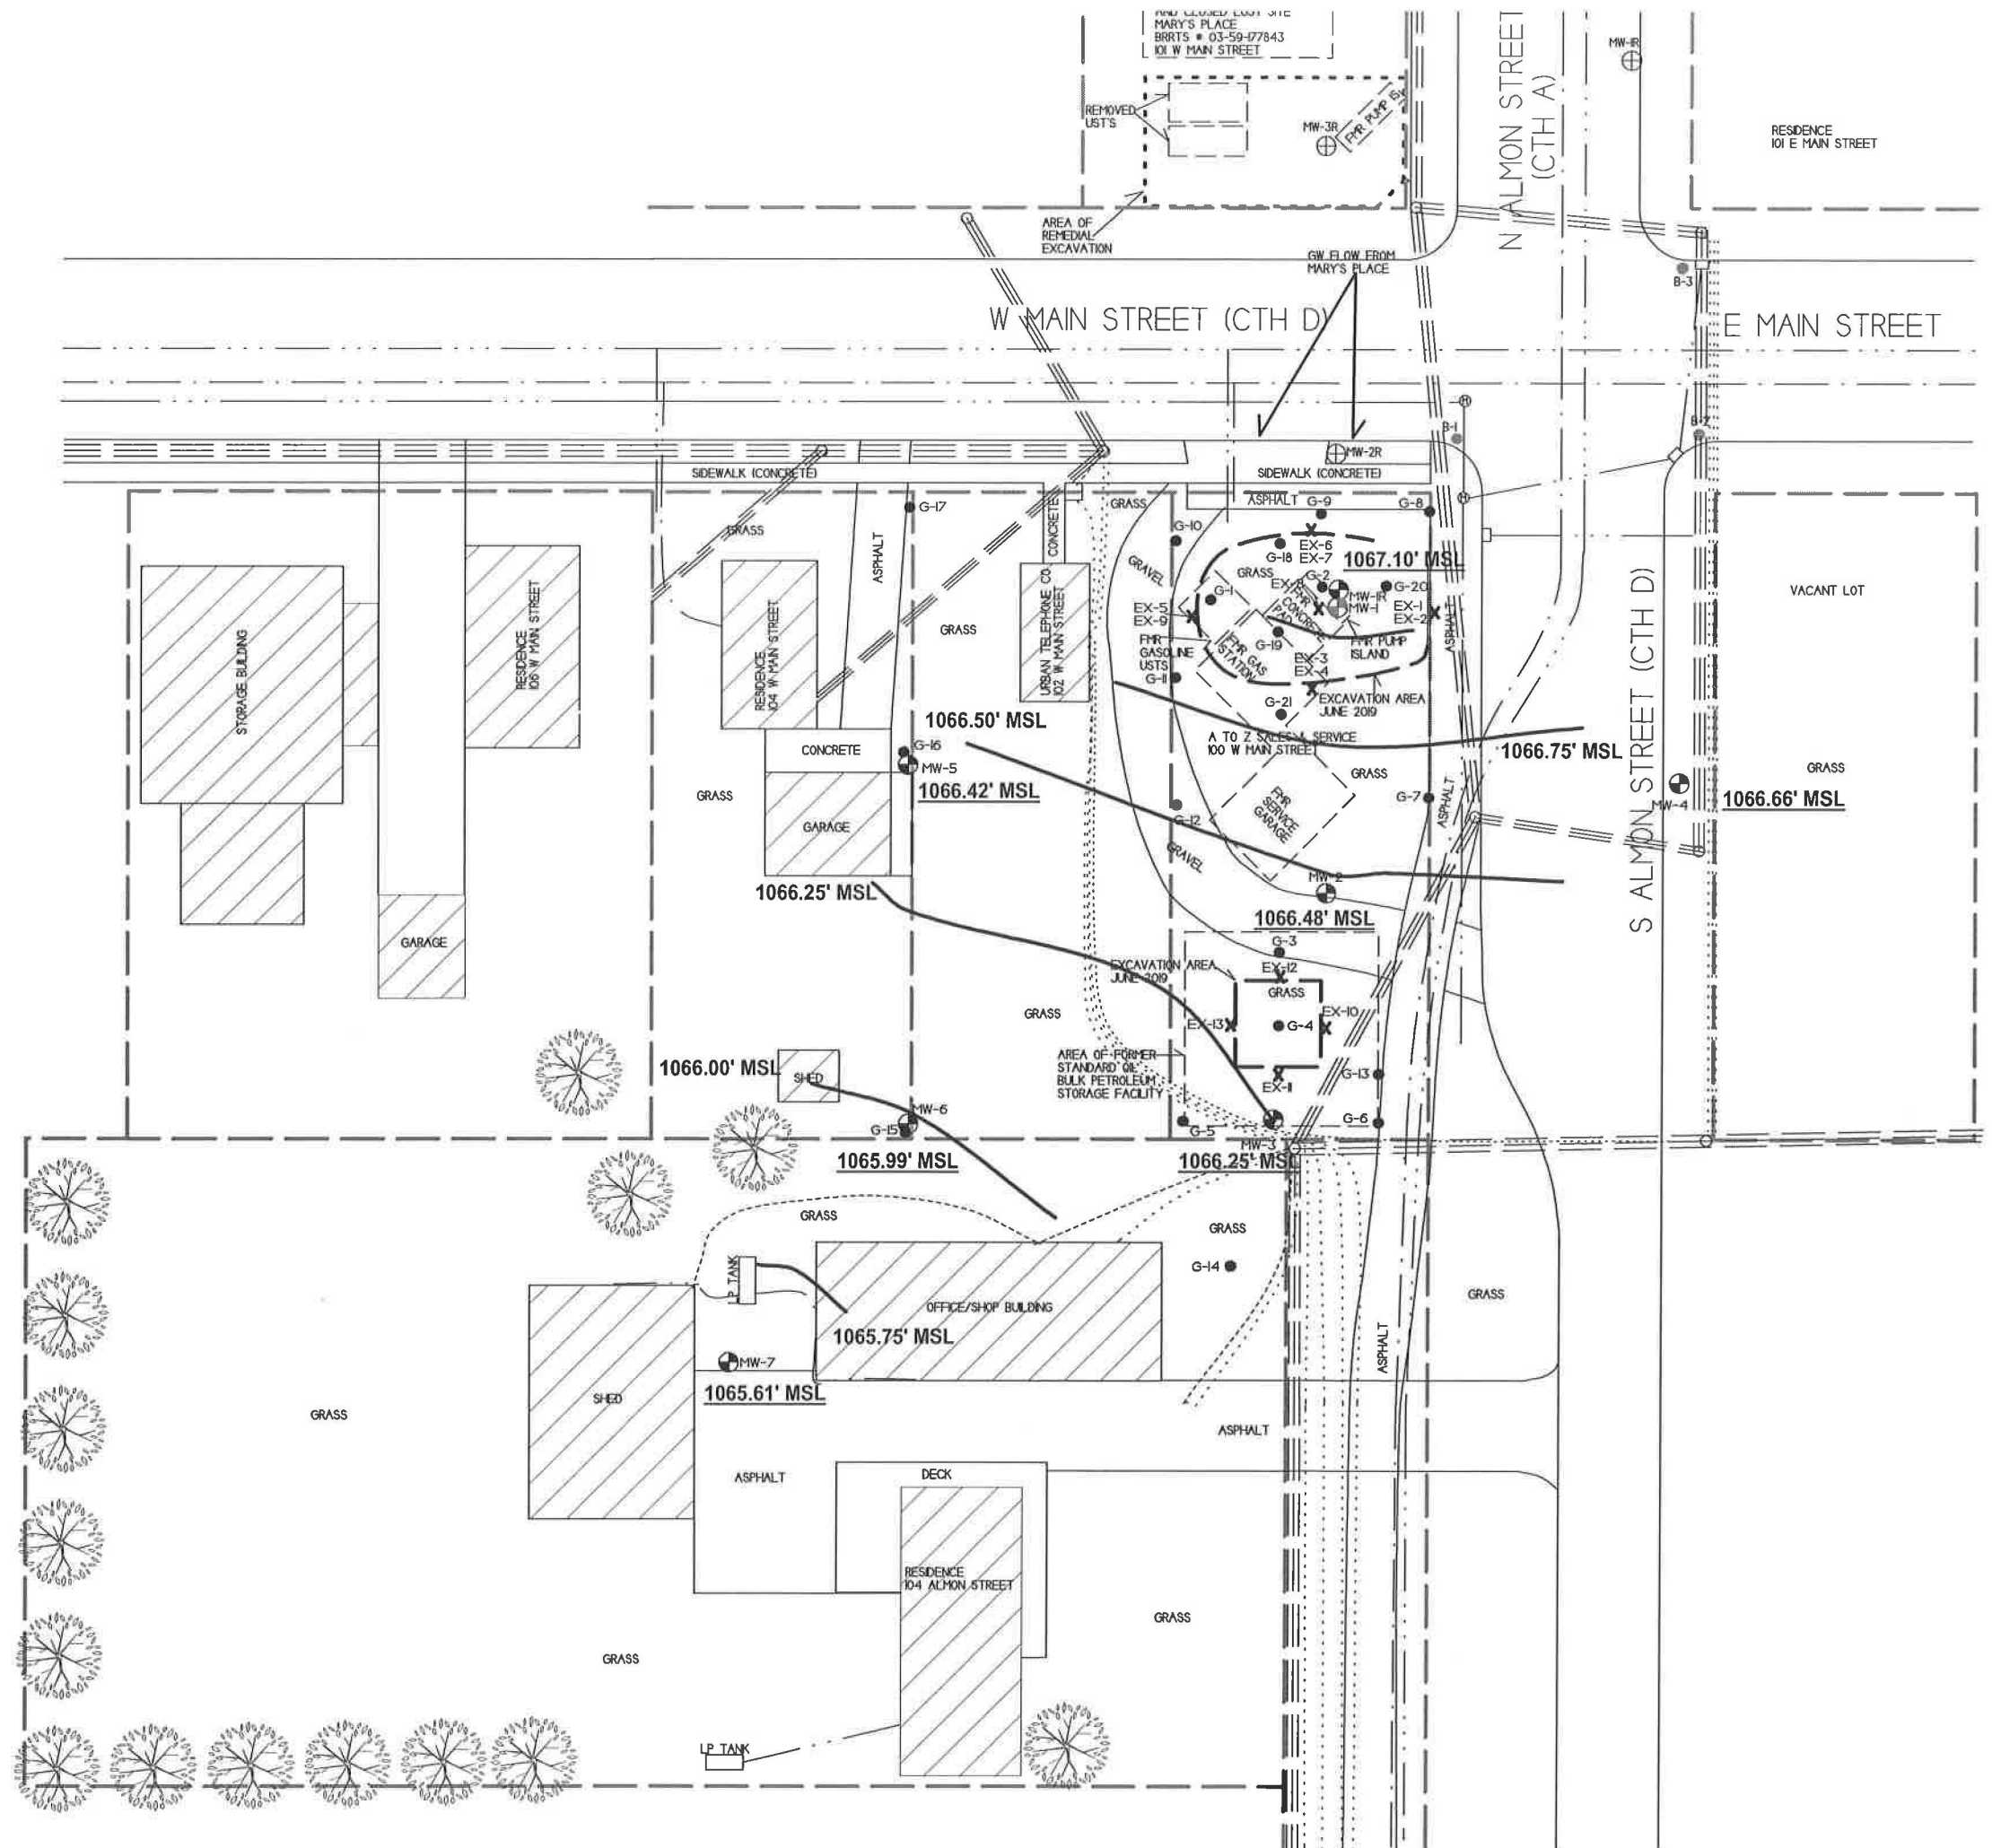 MARY'S PLACE
BRRTS # 03-59-177843
101 W MAIN STREET
REMOVED
UST'S
MW-3R
FMR PUMP IS
N ALMON STREET
(CTH A)
MW-1R
RESIDENCE
101 E MAIN STREET
AREA OF
REMEDIAL
EXCAVATION
GW FLOW FROM
MARY'S PLACE
B-3
W MAIN STREET (CTH D)
E MAIN STREET
B-1
B-2
MW-2R
SIDEWALK (CONCRETE)
SIDEWALK (CONCRETE)
G-17
GRASS
ASPHALT
CONCRETE
GRASS
ASPHALT
G-9
G-8
G-10
EX-6
G-18
EX-7
1067.10' MSL
GRAVEL
GRASS
G-2
EX-8
G-20
G-1
MW-1R
MW-1
FMR
CONCRETE
PAD
EX-1
EX-2
EX-5
EX-9
FMR
GASOLINE
USTS
G-11
FMR GAS
STATION
G-19
FMR PUMP
ISLAND
EX-3
EX-4
ASPHALT
EXCAVATION AREA
JUNE 2019
G-21
STORAGE BUILDING
RESIDENCE
106 W MAIN STREET
RESIDENCE
104 W MAIN STREET
GRASS
URBAN TELEPHONE CO.
102 W MAIN STREET
VACANT LOT
S ALMON STREET (CTH D)
1066.50' MSL
A TO Z SALES & SERVICE
100 W MAIN STREET
1066.75' MSL
CONCRETE
G-16
MW-5
1066.42' MSL
GRASS
GRASS
GRASS
MW-4
1066.66' MSL
G-7
ASPHALT
FMR
SERVICE
GARAGE
G-12
GRAVEL
GARAGE
MW-2
1066.25' MSL
1066.48' MSL
GARAGE
G-3
EXCAVATION AREA
JUNE 2019
EX-12
GRASS
GRASS
EX-13
G-4
EX-10
AREA OF FORMER
STANDARD OIL
BULK PETROLEUM
STORAGE FACILITY
EX-11
G-13
1066.00' MSL
SHED
MW-6
G-15
G-5
MW-3
G-6
1065.99' MSL
1066.25' MSL
GRASS
GRASS
G-14
LP TANK
OFFICE/SHOP BUILDING
GRASS
1065.75' MSL
ASPHALT
MW-7
1065.61' MSL
SHED
GRASS
ASPHALT
ASPHALT
DECK
RESIDENCE
104 ALMON STREET
GRASS
GRASS
LP TANK